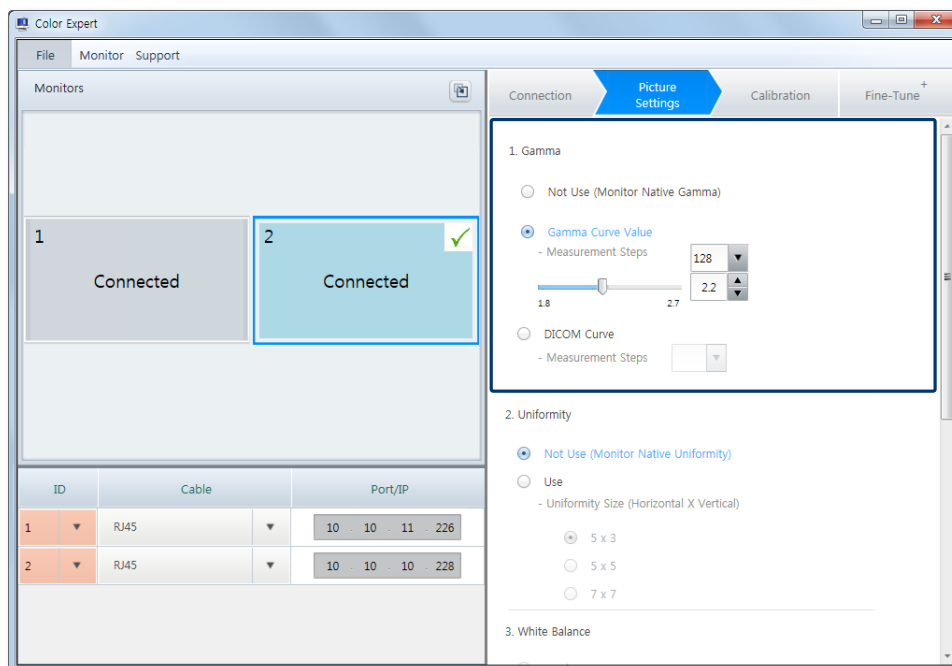 Color Expert
File Monitor Support
Monitors
1
Connected
2
Connected
ID Cable Port/IP
1 RJ45 10 . 10 . 11 . 226
2 RJ45 10 . 10 . 10 . 228
Connection
Picture
Settings
Calibration
Fine-Tune+
1. Gamma
Not Use (Monitor Native Gamma)
Gamma Curve Value
- Measurement Steps 128
2.2
1.8 2.7
DICOM Curve
- Measurement Steps
2. Uniformity
Not Use (Monitor Native Uniformity)
Use
- Uniformity Size (Horizontal X Vertical)
5 x 3
5 x 5
7 x 7
3. White Balance